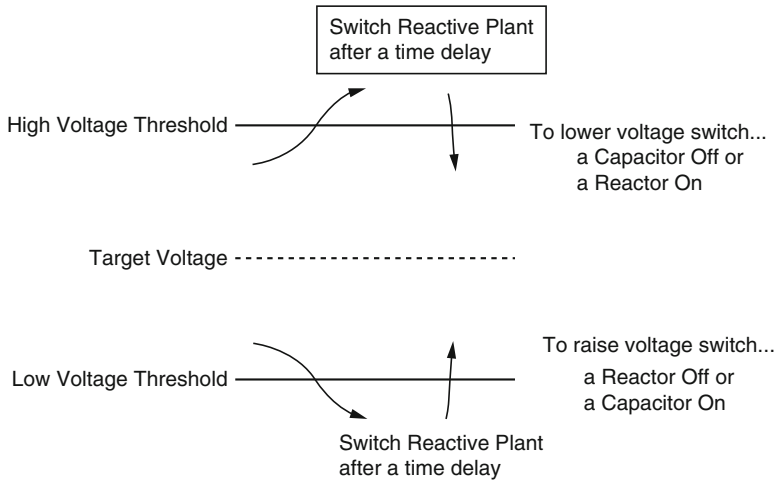 Switch Reactive Plant
after a time delay
High Voltage Threshold
To lower voltage switch...
a Capacitor Off or
a Reactor On
Target Voltage
To raise voltage switch...
Low Voltage Threshold
a Reactor Off or
a Capacitor On
Switch Reactive Plant
after a time delay